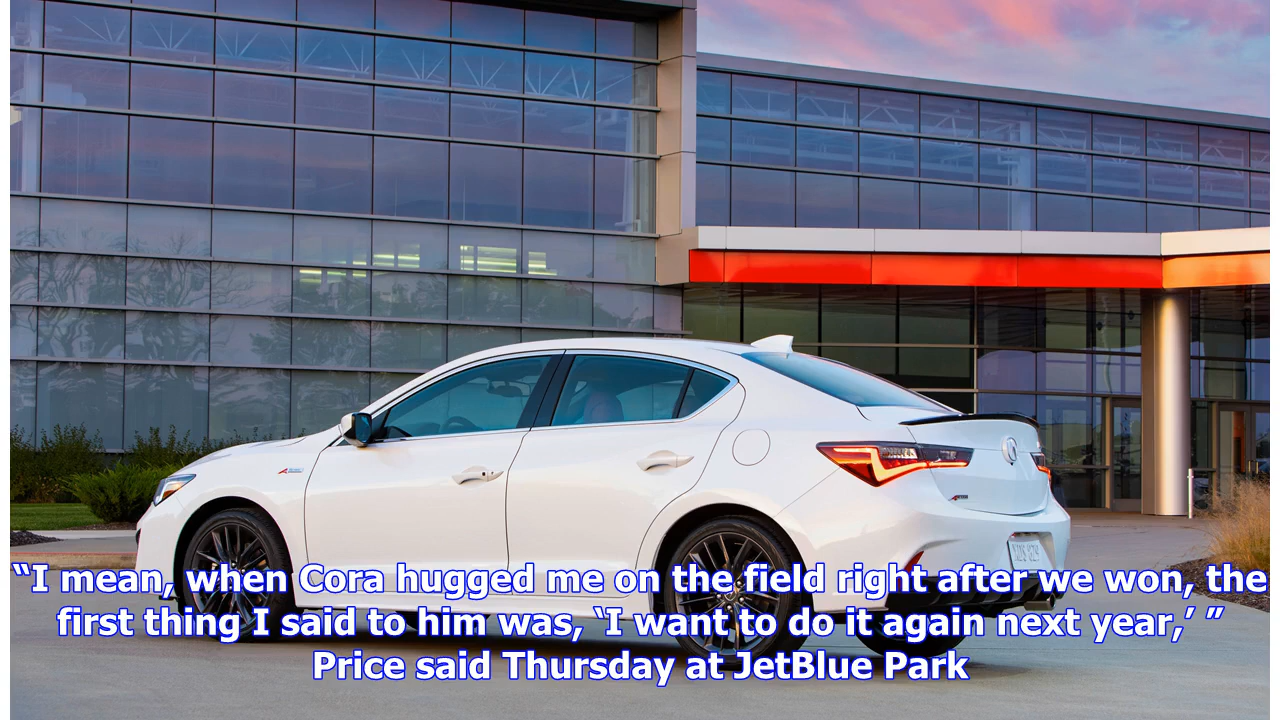 “I mean, when Cora hugged me on the field right after we won, the
first thing I said to him was, ‘I want to do it again next year,’ ”
Price said Thursday at JetBlue Park